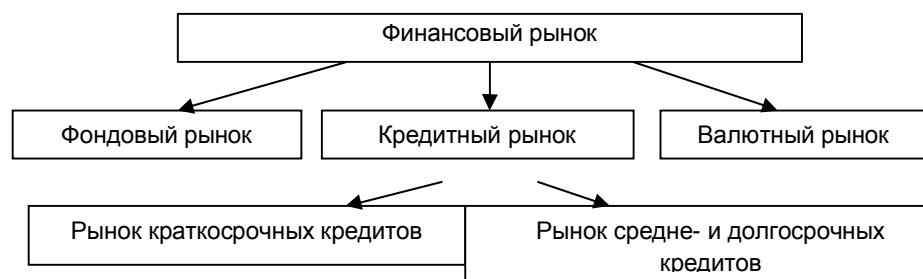 Финансовый рынок
Фондовый рынок
Кредитный рынок
Валютный рынок
Рынок краткосрочных кредитов
Рынок средне- и долгосрочных
кредитов